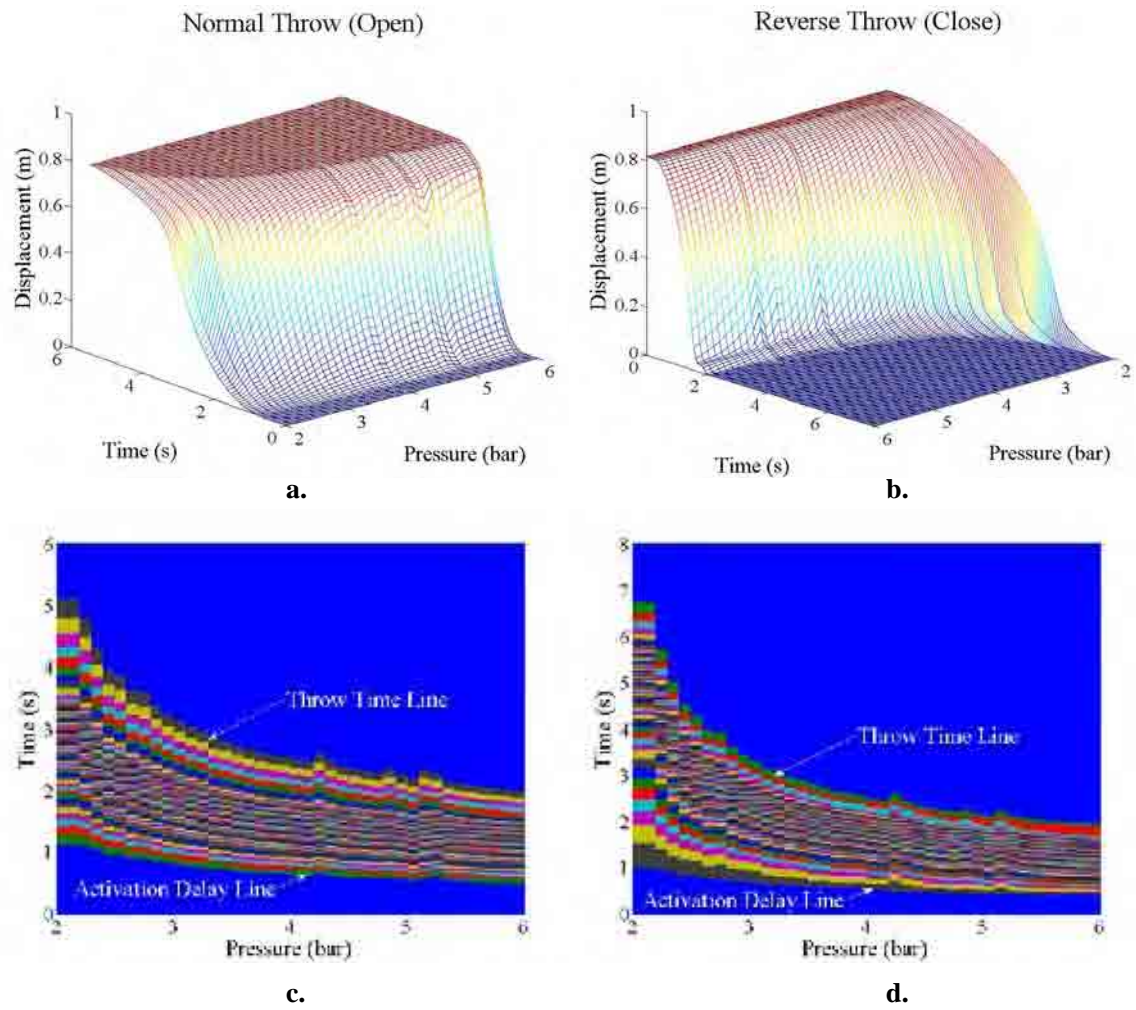 Normal Throw (Open)
Reverse Throw (Close)
Displacement (m)
1
0.8
0.6
0.4
0.2
0
6
4
2
0
Time (s)
2
3
4
5
6
Pressure (bar)
a.
Displacement (m)
1
0.8
0.6
0.4
0.2
0
0
2
4
6
Time (s)
6
5
4
3
2
Pressure (bar)
b.
Time (s)
6
5
4
3
2
1
0
Throw Time Line
Activation Delay Line
2
3
4
5
6
Pressure (bar)
c.
Time (s)
8
7
6
5
4
3
2
1
0
Throw Time Line
Activation Delay Line
2
3
4
5
6
Pressure (bar)
d.